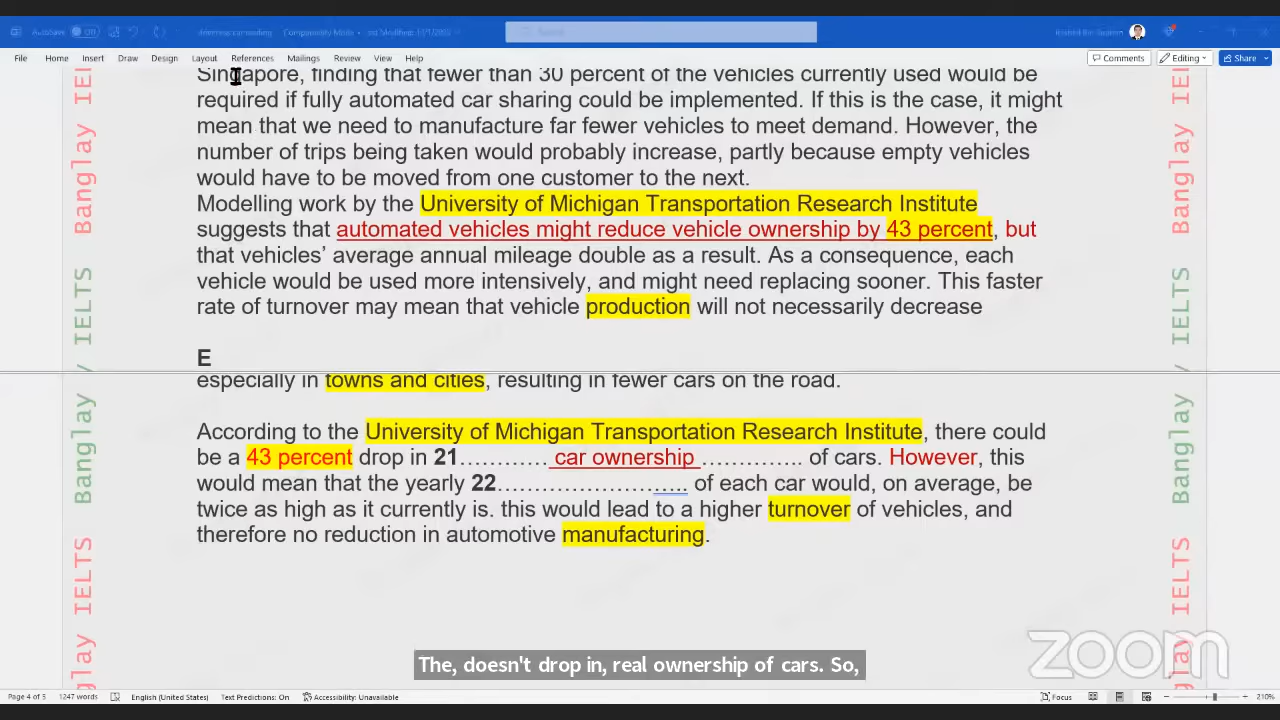 AutoSave Off
File Home Insert Draw Design Layout References Mailings Review View Help Comments Editing Share
Singapore, finding that fewer than 30 percent of the vehicles currently used would be
required if fully automated car sharing could be implemented. If this is the case, it might
mean that we need to manufacture far fewer vehicles to meet demand. However, the
number of trips being taken would probably increase, partly because empty vehicles
would have to be moved from one customer to the next.
Modelling work by the University of Michigan Transportation Research Institute
suggests that automated vehicles might reduce vehicle ownership by 43 percent, but
that vehicles’ average annual mileage double as a result. As a consequence, each
vehicle would be used more intensively, and might need replacing sooner. This faster
rate of turnover may mean that vehicle production will not necessarily decrease
E
especially in towns and cities, resulting in fewer cars on the road.
According to the University of Michigan Transportation Research Institute, there could
be a 43 percent drop in 21………… car ownership ………….. of cars. However, this
would mean that the yearly 22………………………….. of each car would, on average, be
twice as high as it currently is. this would lead to a higher turnover of vehicles, and
therefore no reduction in automotive manufacturing.
Banglay IELTS
Banglay IELTS
Banglay IELTS
Banglay IELTS
zoom
The, doesn't drop in, real ownership of cars. So,
Page 4 of 5 1247 words English (United States) Text Predictions: On Accessibility: Unavailable Focus 210%